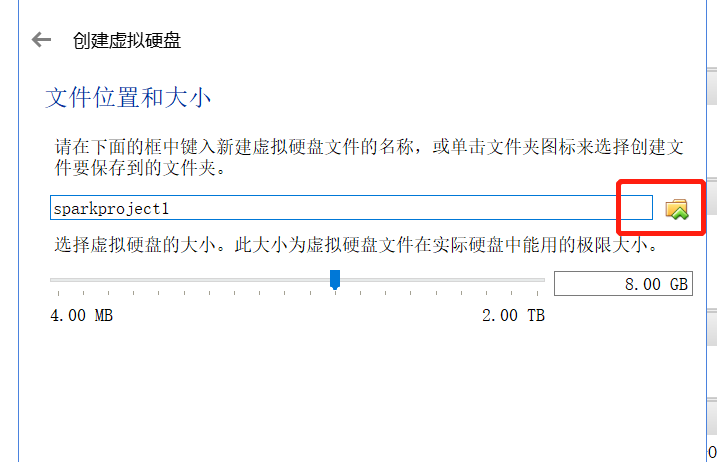 创建虚拟硬盘
文件位置和大小
请在下面的框中键入新建虚拟硬盘文件的名称，或单击文件夹图标来选择创建文
件要保存到的文件夹。
sparkproject1
选择虚拟硬盘的大小。此大小为虚拟硬盘文件在实际硬盘中能用的极限大小。
8.00 GB
4.00 MB 2.00 TB